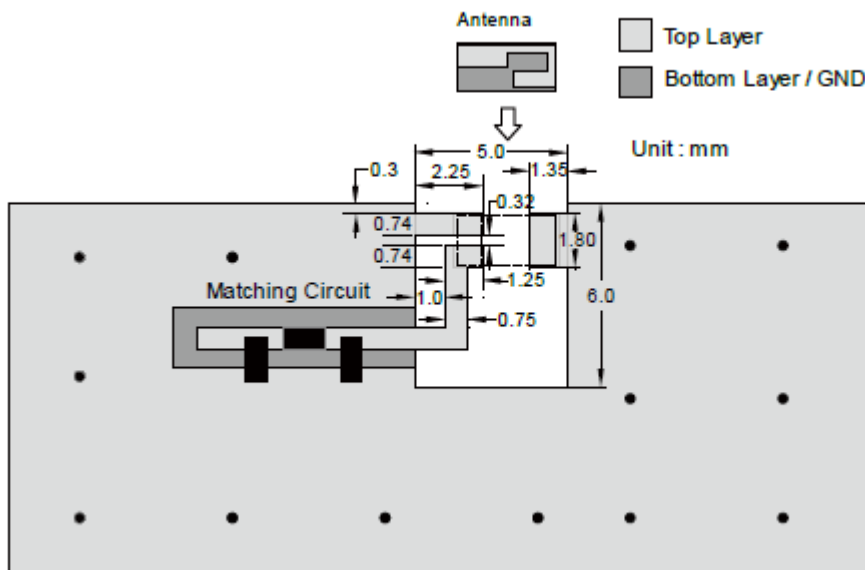 Antenna
Top Layer
Bottom Layer / GND
Unit : mm
5.0
0.3
2.25
1.35
0.32
0.74
1.80
0.74
1.25
Matching Circuit
1.0
6.0
0.75